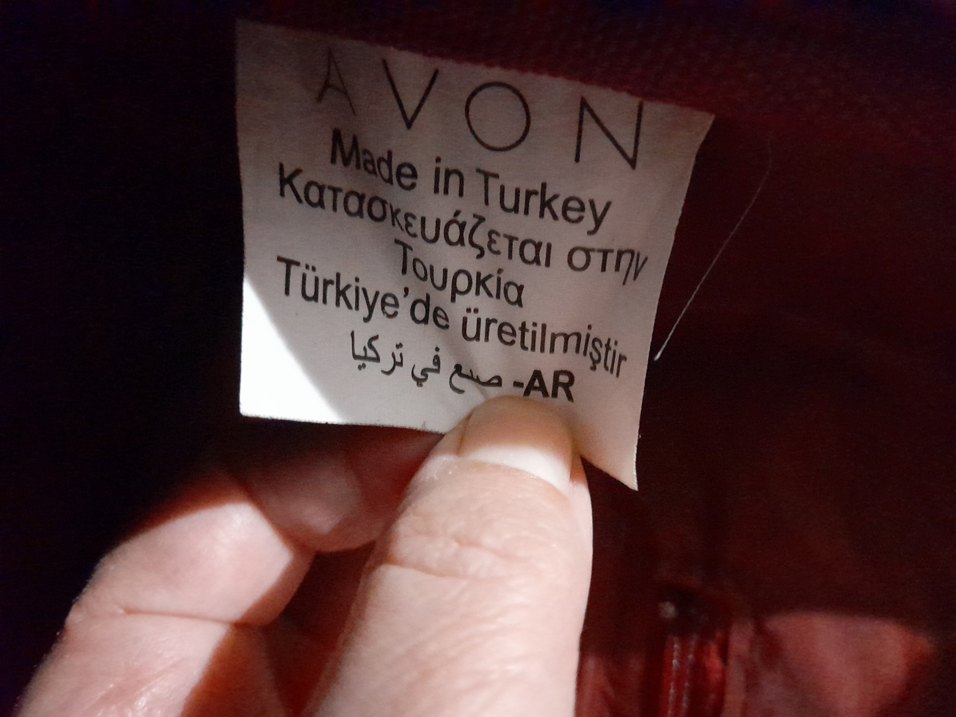 AVON
Made in Turkey
Κατασκευάζεται στην
Τουρκία
Türkiye'de üretilmiştir
صنع في تركيا -AR